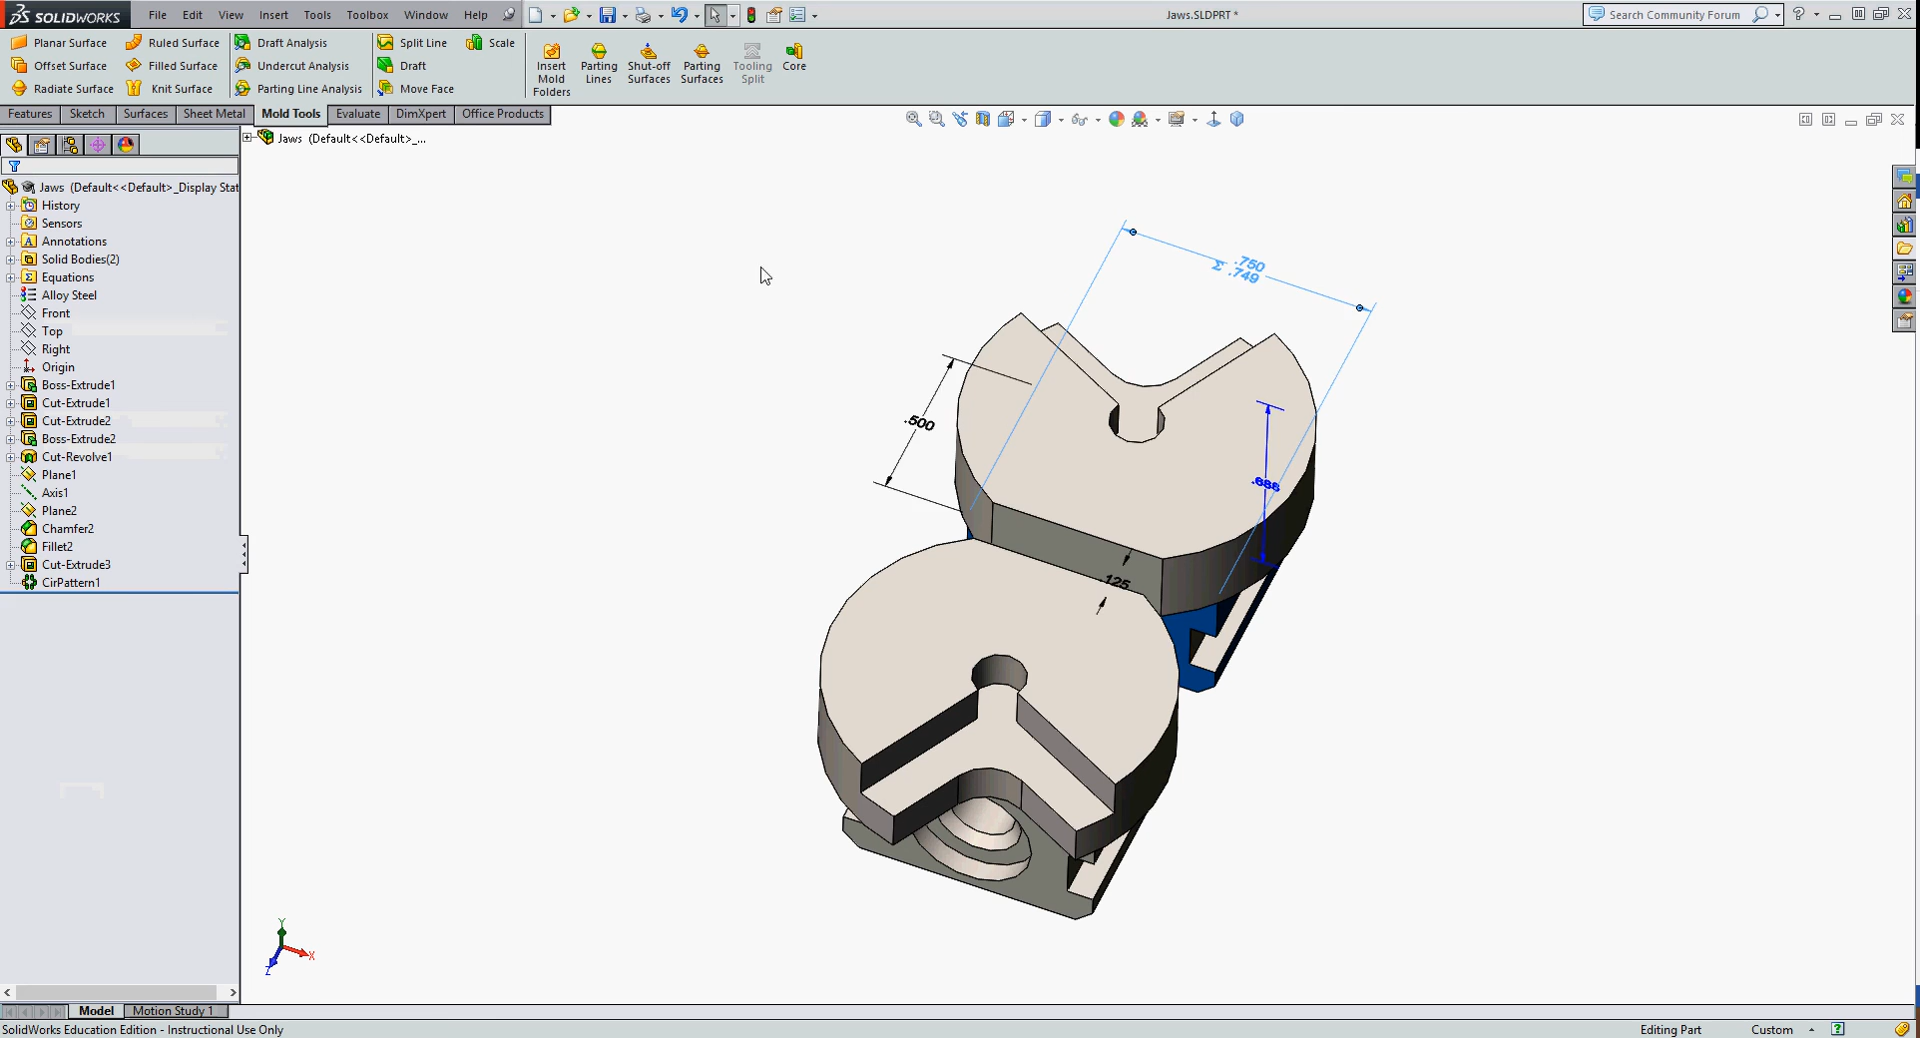 SOLIDWORKS File Edit View Insert Tools Toolbox Window Help Jaws.SLDPRT * Search Community Forum ?
Planar Surface Ruled Surface Draft Analysis Split Line Scale
Offset Surface Filled Surface Undercut Analysis Draft
Radiate Surface Knit Surface Parting Line Analysis Move Face
Insert Mold Folders Parting Lines Shut-off Surfaces Parting Surfaces Tooling Split Core
Features Sketch Surfaces Sheet Metal Mold Tools Evaluate DimXpert Office Products
Jaws (Default<<Default>_...
Jaws (Default<<Default>_Display Stat
History
Sensors
Annotations
Solid Bodies(2)
Equations
Alloy Steel
Front
Top
Right
Origin
Boss-Extrude1
Cut-Extrude1
Cut-Extrude2
Boss-Extrude2
Cut-Revolve1
Plane1
Axis1
Plane2
Chamfer2
Fillet2
Cut-Extrude3
CirPattern1
.750
Σ .749
.500
.125
Y
X
Z
Model Motion Study 1
SolidWorks Education Edition - Instructional Use Only Editing Part Custom ?